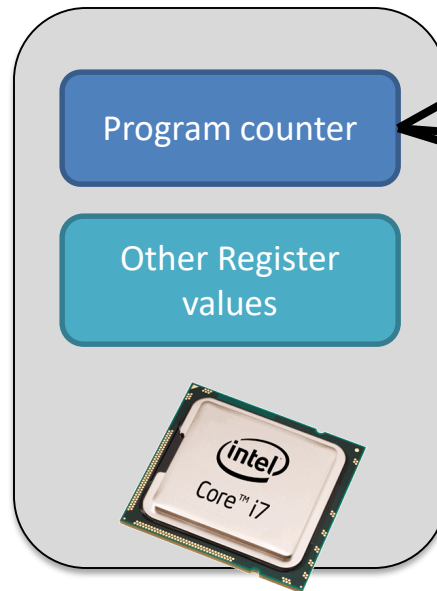 Program counter
Other Register
values
intel
Core™ i7